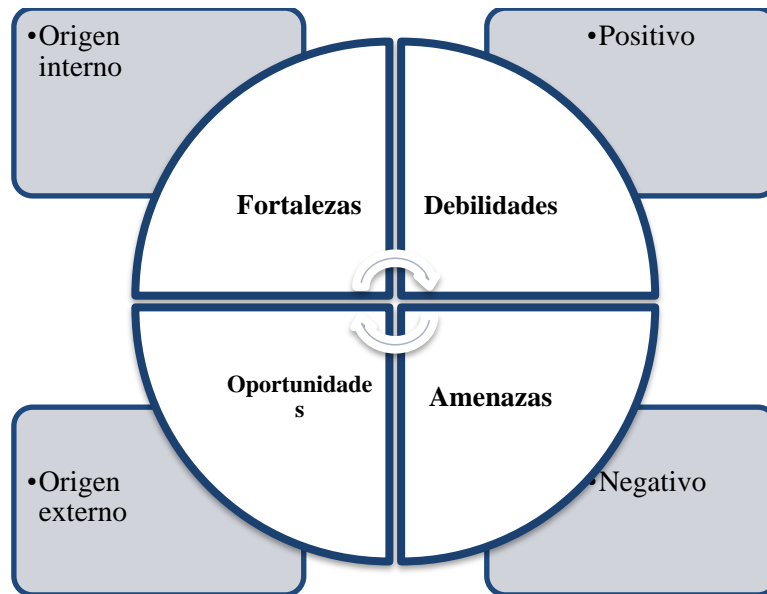 •Origen
interno
•Positivo
Fortalezas
Debilidades
Oportunidade
s
Amenazas
•Origen
externo
•Negativo